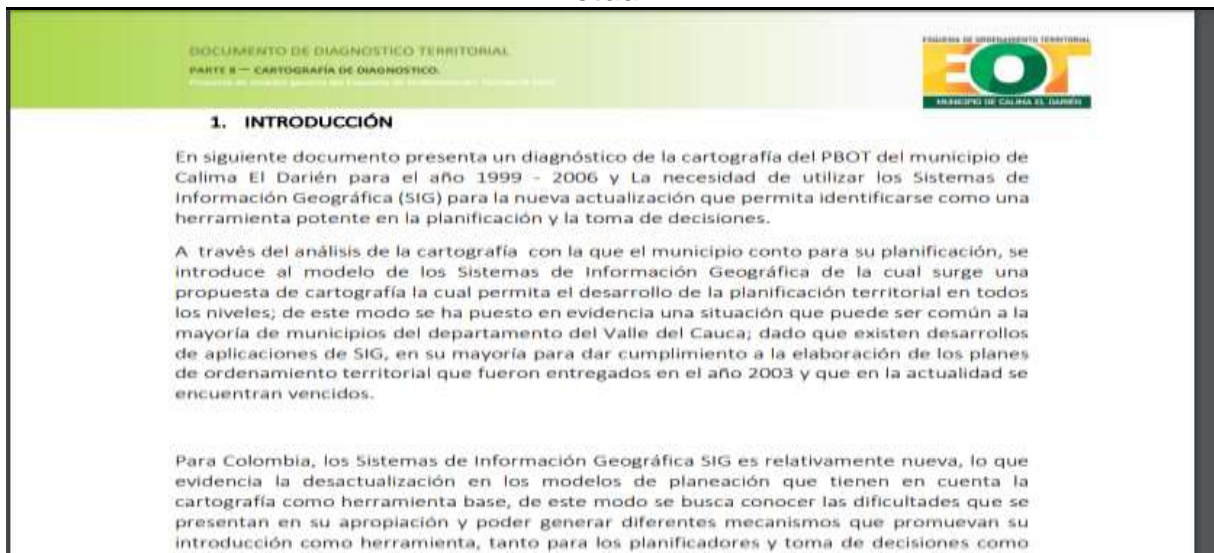 DOCUMENTO DE DIAGNOSTICO TERRITORIAL
PARTE 8 — CARTOGRAFÍA DE DIAGNOSTICO.
ESQUEMA DE ORDENAMIENTO TERRITORIAL
EOT
MUNICIPIO DE CALIMA EL DARIÉN
1. INTRODUCCIÓN
En siguiente documento presenta un diagnóstico de la cartografía del PBOT del municipio de
Calima El Darién para el año 1999 - 2006 y La necesidad de utilizar los Sistemas de
Información Geográfica (SIG) para la nueva actualización que permita identificarse como una
herramienta potente en la planificación y la toma de decisiones.
A través del análisis de la cartografía con la que el municipio conto para su planificación, se
introduce al modelo de los Sistemas de Información Geográfica de la cual surge una
propuesta de cartografía la cual permita el desarrollo de la planificación territorial en todos
los niveles; de este modo se ha puesto en evidencia una situación que puede ser común a la
mayoría de municipios del departamento del Valle del Cauca; dado que existen desarrollos
de aplicaciones de SIG, en su mayoría para dar cumplimiento a la elaboración de los planes
de ordenamiento territorial que fueron entregados en el año 2003 y que en la actualidad se
encuentran vencidos.
Para Colombia, los Sistemas de Información Geográfica SIG es relativamente nueva, lo que
evidencia la desactualización en los modelos de planeación que tienen en cuenta la
cartografía como herramienta base, de este modo se busca conocer las dificultades que se
presentan en su apropiación y poder generar diferentes mecanismos que promuevan su
introducción como herramienta, tanto para los planificadores y toma de decisiones como